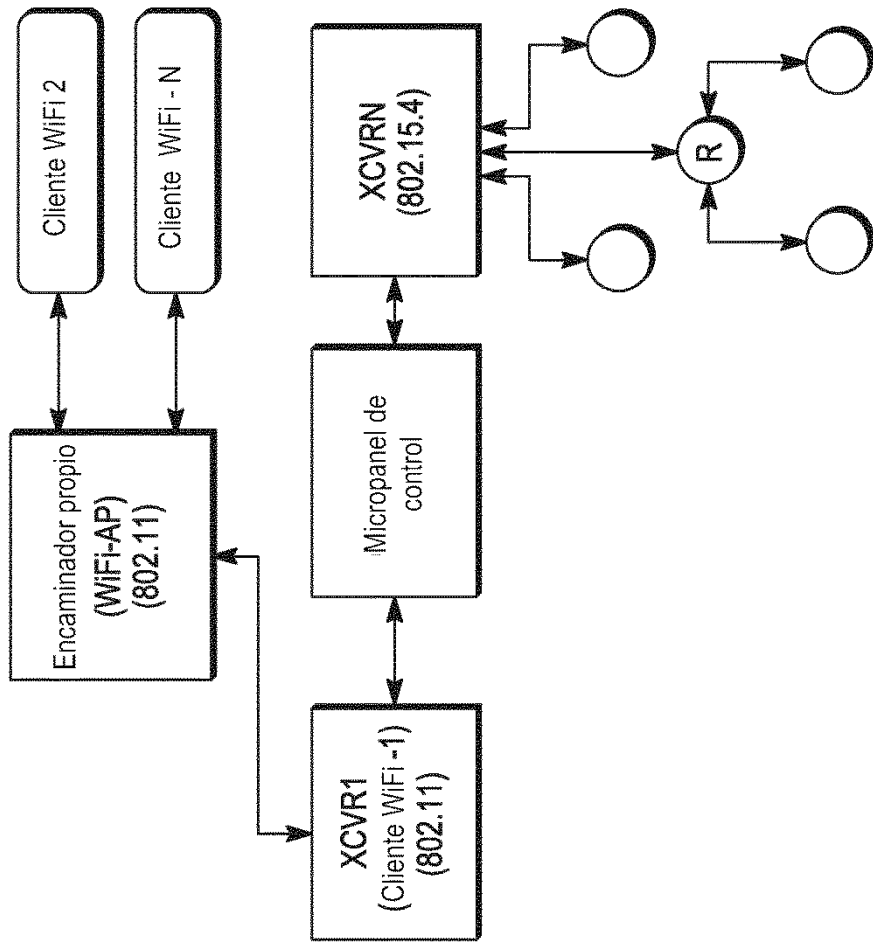 Cliente WiFi 2
Cliente WiFi - N
Encaminador propio
(WiFi-AP)
(802.11)
XCVR1
(Cliente WiFi -1)
(802.11)
Micropanel de
control
XCVRN
(802.15.4)
R